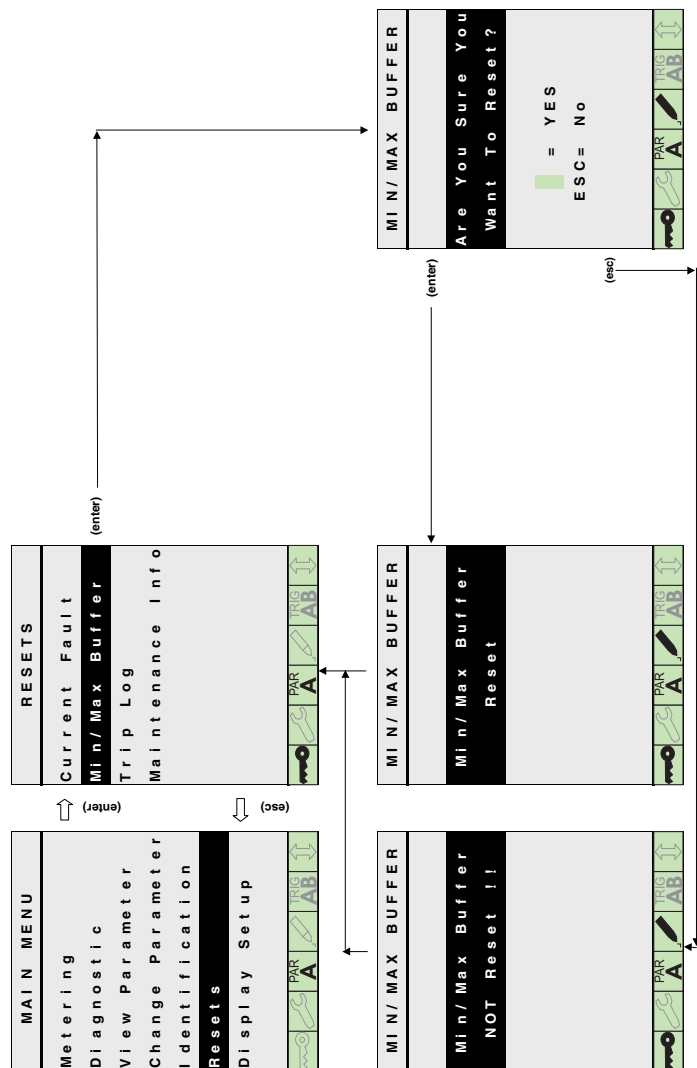 MAIN MENU
Metering
Diagnostic
View Parameter
Change Parameter
Identification
Resets
Display Setup
PAR
A
TRIG
AB
(enter)
(esc)
RESETS
Current Fault
Min/Max Buffer
Trip Log
Maintenance Info
PAR
A
TRIG
AB
(enter)
MIN/MAX BUFFER
Are You Sure You
Want To Reset?
= YES
ESC= No
PAR
A
TRIG
AB
(enter)
(esc)
MIN/MAX BUFFER
Min/Max Buffer
Reset
PAR
A
TRIG
AB
MIN/MAX BUFFER
Min/Max Buffer
NOT Reset !!
PAR
A
TRIG
AB